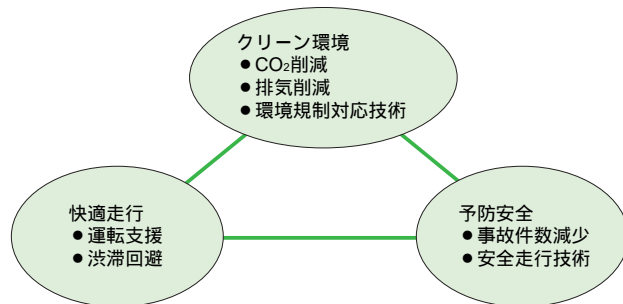 クリーン環境
●CO₂削減
●排気削減
●環境規制対応技術
快適走行
●運転支援
●渋滞回避
予防安全
●事故件数減少
●安全走行技術